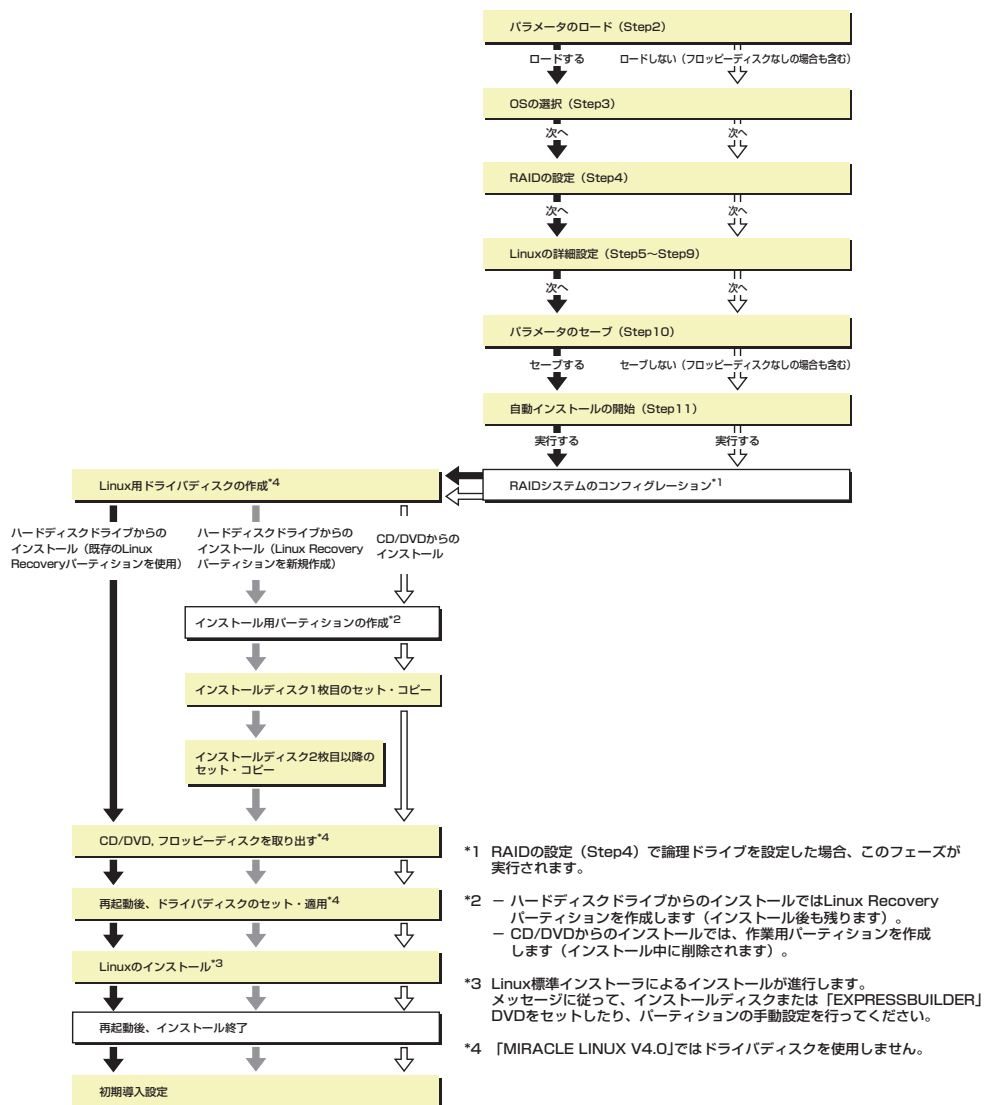 パラメータのロード（Step2）
ロードする
ロードしない（フロッピーディスクなしの場合も含む）
OSの選択（Step3）
次へ
次へ
RAIDの設定（Step4）
次へ
次へ
Linuxの詳細設定（Step5～Step9）
次へ
次へ
パラメータのセーブ（Step10）
セーブする
セーブしない（フロッピーディスクなしの場合も含む）
自動インストールの開始（Step11）
実行する
実行する
RAIDシステムのコンフィグレーション*1
Linux用ドライバディスクの作成*4
ハードディスクドライブからの
インストール（既存のLinux
Recoveryパーティションを使用）
ハードディスクドライブからの
インストール（Linux Recovery
パーティションを新規作成）
CD/DVDからの
インストール
インストール用パーティションの作成*2
インストールディスク1枚目のセット・コピー
インストールディスク2枚目以降の
セット・コピー
CD/DVD, フロッピーディスクを取り出す*4
再起動後、ドライバディスクのセット・適用*4
Linuxのインストール*3
再起動後、インストール終了
初期導入設定
*1 RAIDの設定（Step4）で論理ドライブを設定した場合、このフェーズが
実行されます。
*2 － ハードディスクドライブからのインストールではLinux Recovery
パーティションを作成します（インストール後も残ります）。
－ CD/DVDからのインストールでは、作業用パーティションを作成
します（インストール中に削除されます）。
*3 Linux標準インストーラによるインストールが進行します。
メッセージに従って、インストールディスクまたは「EXPRESSBUILDER」
DVDをセットしたり、パーティションの手動設定を行ってください。
*4 「MIRACLE LINUX V4.0」ではドライバディスクを使用しません。